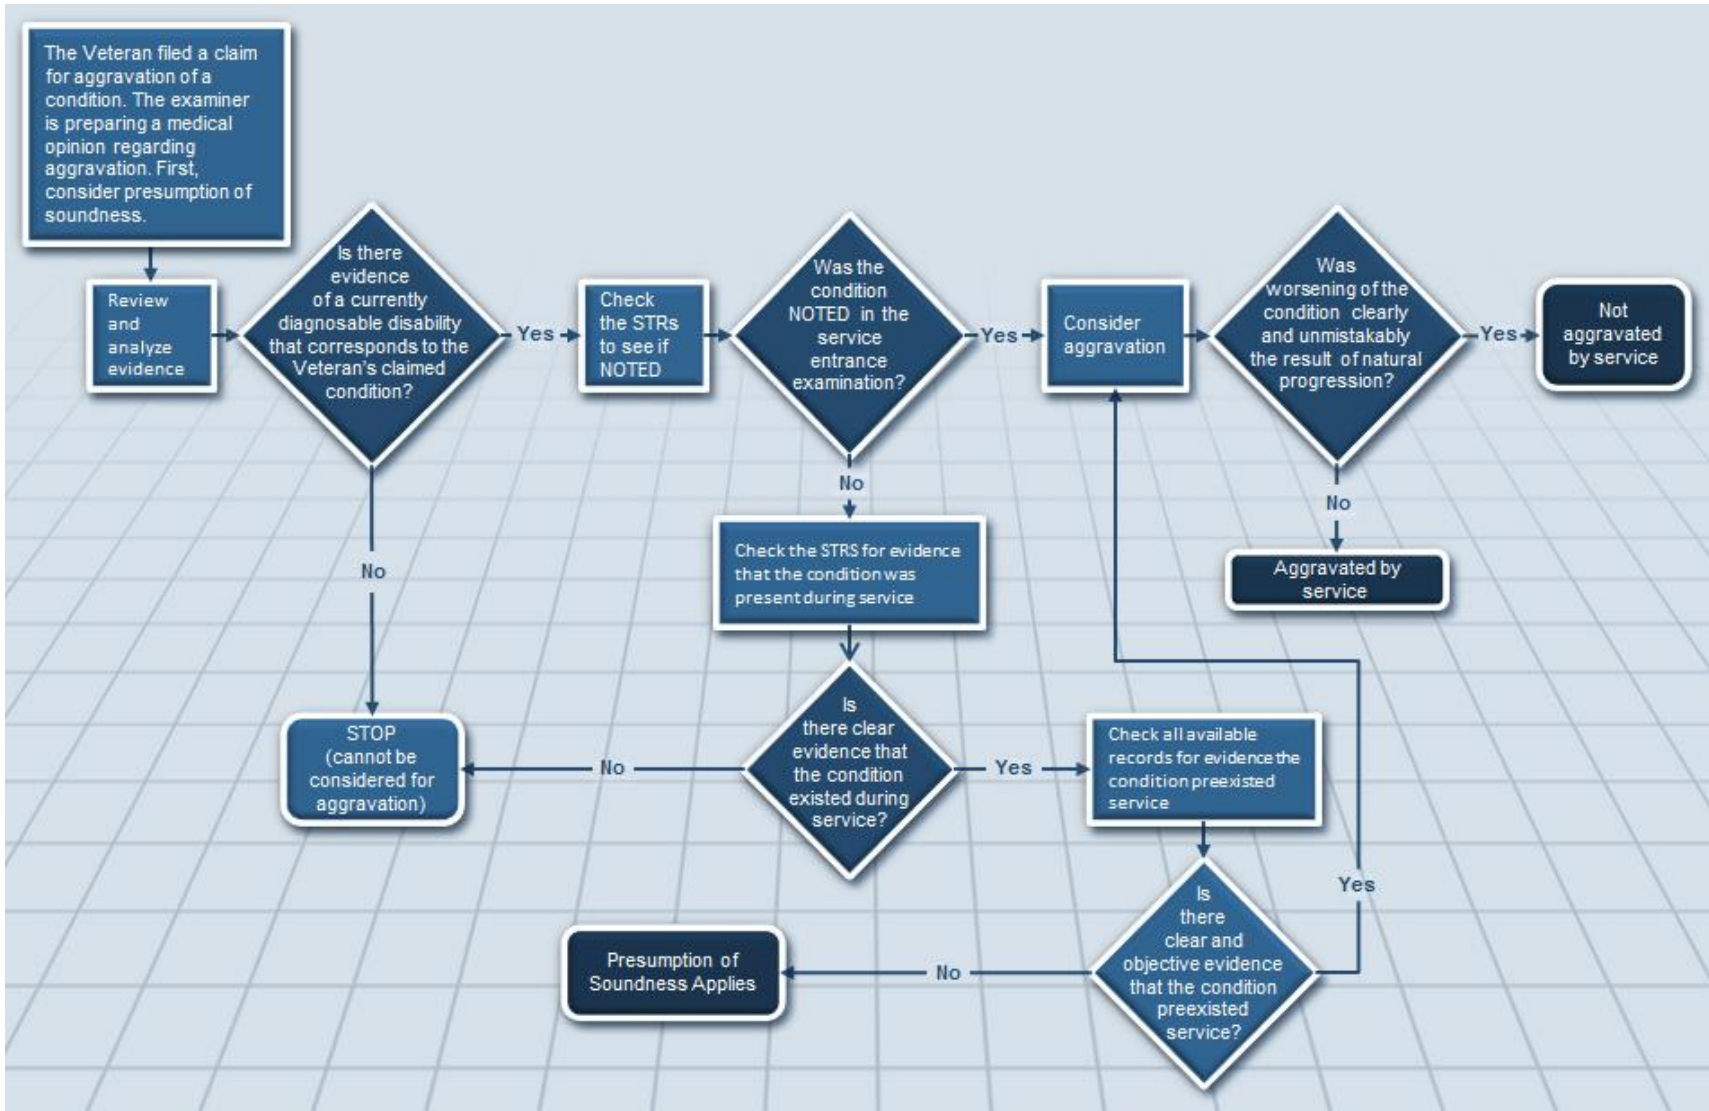 The Veteran filed a claim
for aggravation of a
condition. The examiner
is preparing a medical
opinion regarding
aggravation. First,
consider presumption of
soundness.
Review
and
analyze
evidence
Is there
evidence
of a currently
diagnosable disability
that corresponds to the
Veteran's claimed
condition?
Yes
Check
the STRs
to see if
NOTED
Was the
condition
NOTED in the
service
entrance
examination?
Yes
Consider
aggravation
Was
worsening of the
condition clearly
and unmistakably
the result of natural
progression?
Yes
Not
aggravated
by service
No
Aggravated by
service
No
Check the STRS for evidence
that the condition was
present during service
No
STOP
(cannot be
considered for
aggravation)
No
Is
there clear
evidence that
the condition
existed during
service?
Yes
Check all available
records for evidence the
condition preexisted
service
Yes
Is
there
clear and
objective evidence
that the condition
preexisted
service?
No
Presumption of
Soundness Applies